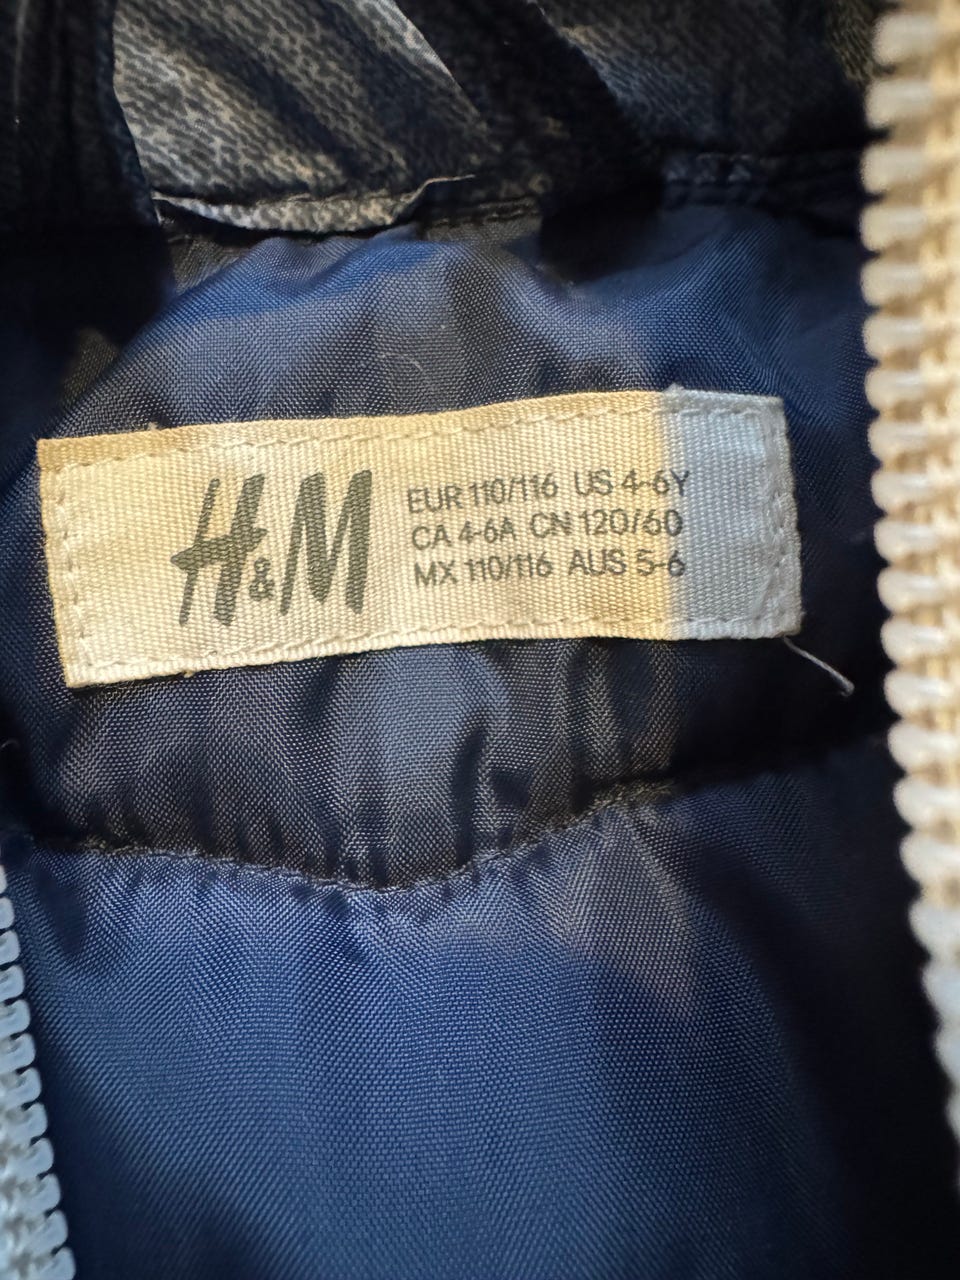 H&M
EUR 110/116 US 4-6Y
CA 4-6A CN 120/60
MX 110/116 AUS 5-6